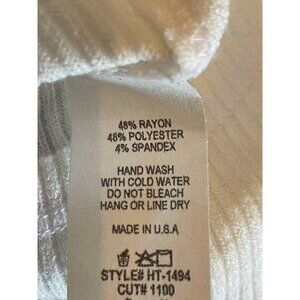 48% RAYON
48% POLYESTER
4% SPANDEX
HAND WASH
WITH COLD WATER
DO NOT BLEACH
HANG OR LINE DRY
MADE IN U.S.A
STYLE# HT-1494
CUT# 1100